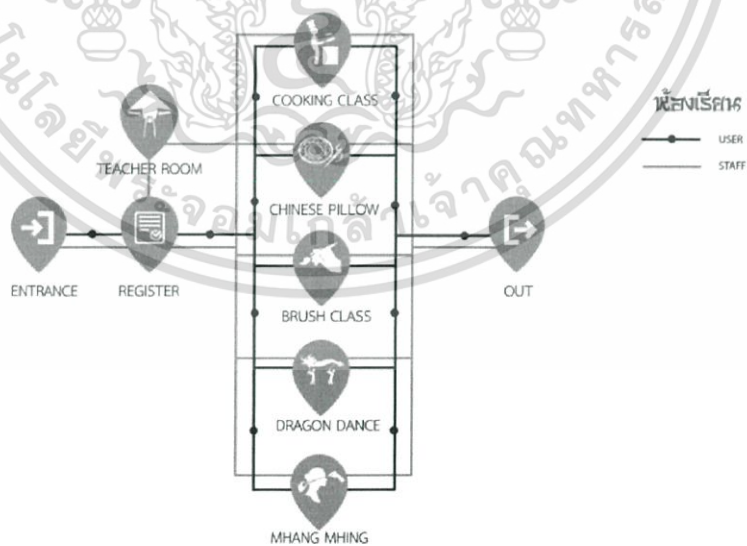 COOKING CLASS
ห้องเรียน
USER
STAFF
TEACHER ROOM
CHINESE PILLOW
ENTRANCE
REGISTER
OUT
BRUSH CLASS
DRAGON DANCE
MHANG MHING